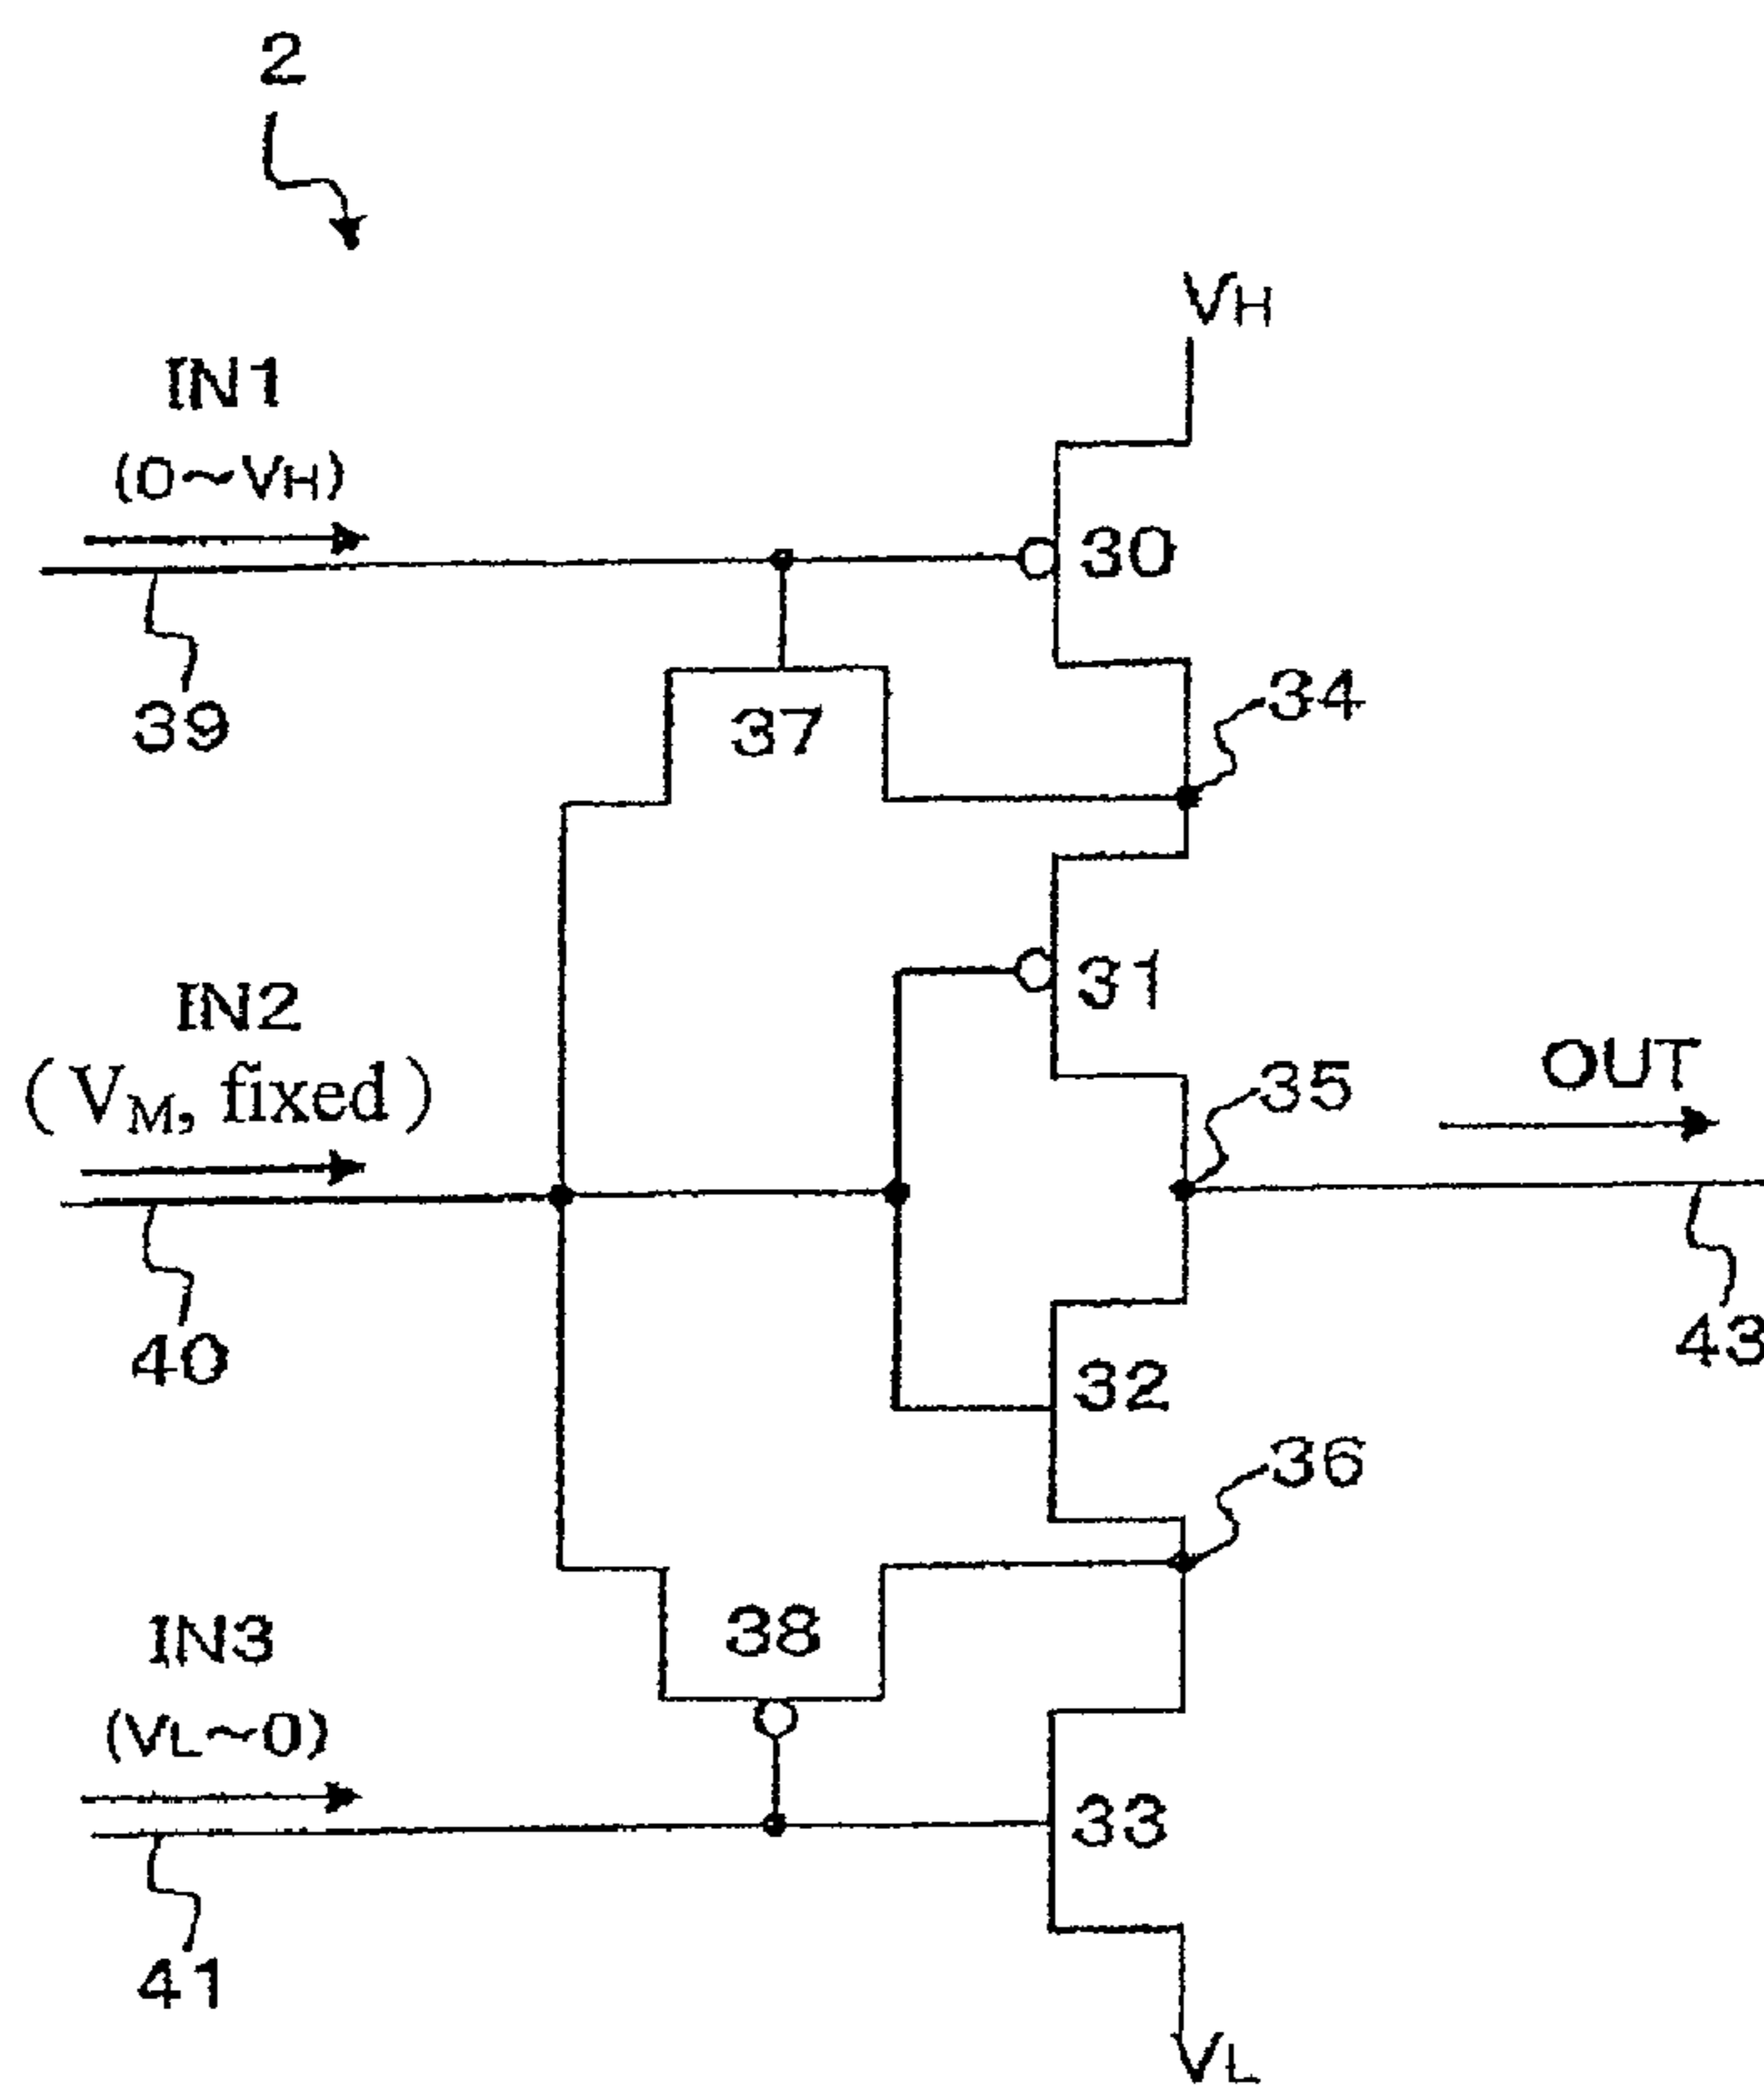 2
VH
IN1
(0~VH)
30
34
39
37
31
IN2
(VM, fixed)
35
OUT
40
43
32
36
IN3
38
(VL~0)
33
41
VL